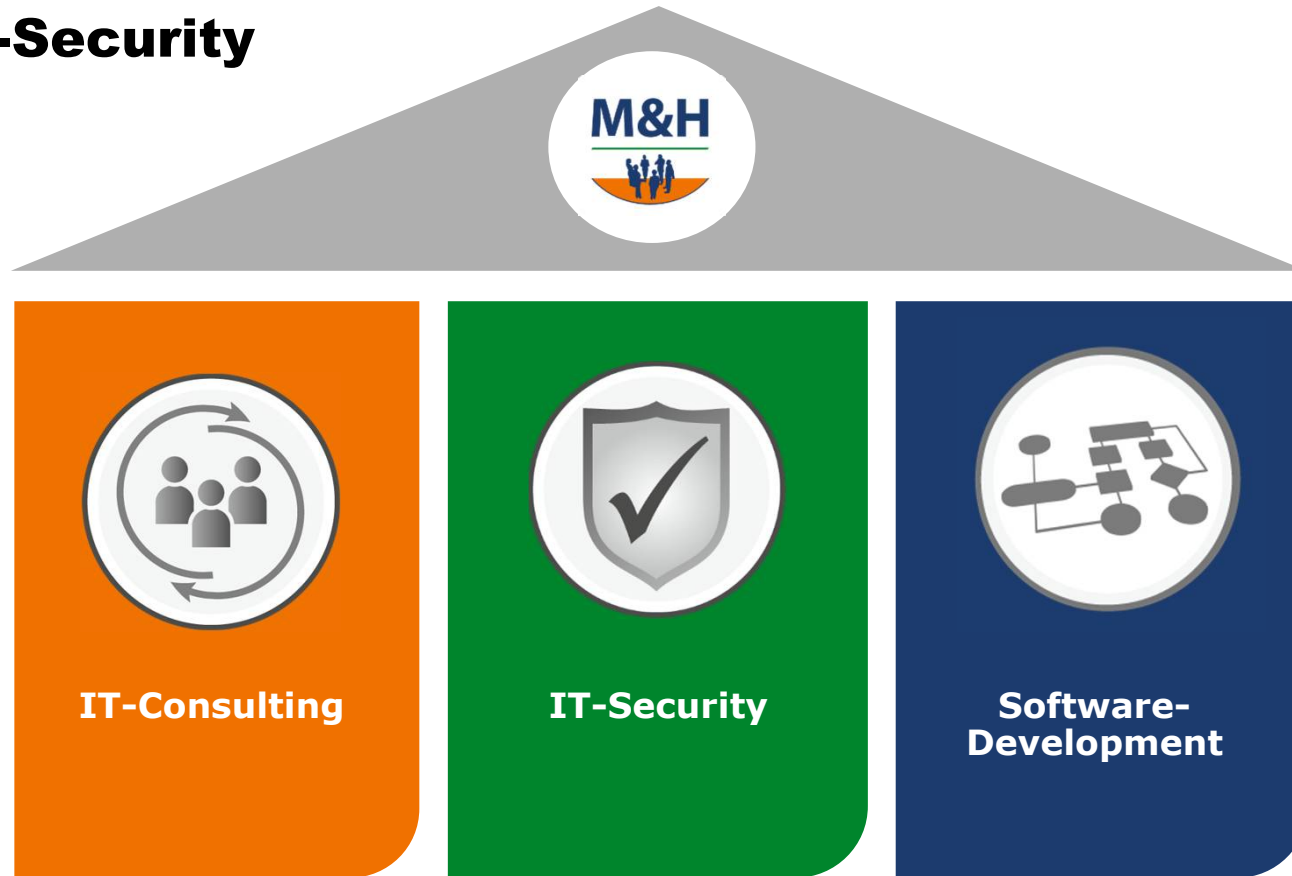 -Security
M&H
IT-Consulting
IT-Security
Software-
Development